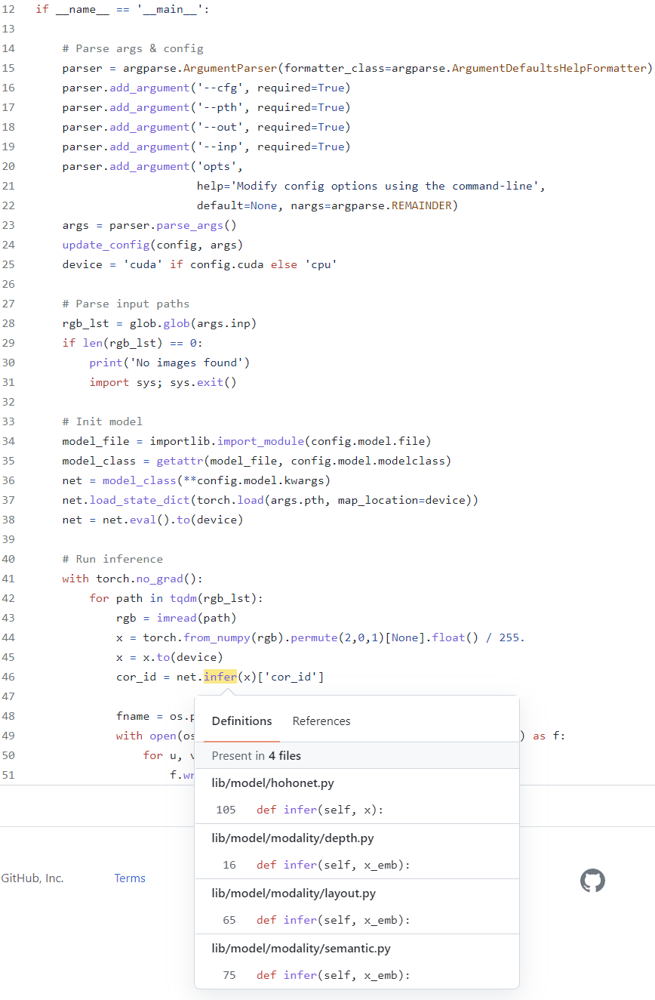 12 if __name__ == '__main__':
13
14 # Parse args & config
15 parser = argparse.ArgumentParser(formatter_class=argparse.ArgumentDefaultsHelpFormatter)
16 parser.add_argument('--cfg', required=True)
17 parser.add_argument('--pth', required=True)
18 parser.add_argument('--out', required=True)
19 parser.add_argument('--inp', required=True)
20 parser.add_argument('opts',
21 help='Modify config options using the command-line',
22 default=None, nargs=argparse.REMAINDER)
23 args = parser.parse_args()
24 update_config(config, args)
25 device = 'cuda' if config.cuda else 'cpu'
26
27 # Parse input paths
28 rgb_lst = glob.glob(args.inp)
29 if len(rgb_lst) == 0:
30 print('No images found')
31 import sys; sys.exit()
32
33 # Init model
34 model_file = importlib.import_module(config.model.file)
35 model_class = getattr(model_file, config.model.modelclass)
36 net = model_class(**config.model.kwargs)
37 net.load_state_dict(torch.load(args.pth, map_location=device))
38 net = net.eval().to(device)
39
40 # Run inference
41 with torch.no_grad():
42 for path in tqdm(rgb_lst):
43 rgb = imread(path)
44 x = torch.from_numpy(rgb).permute(2,0,1)[None].float() / 255.
45 x = x.to(device)
46 cor_id = net.infer(x)['cor_id']
47
48 fname = os.p
49 with open(os ) as f:
50 for u, v
51 f.wr
Definitions References
Present in 4 files
lib/model/hohonet.py
105 def infer(self, x):
lib/model/modality/depth.py
16 def infer(self, x_emb):
lib/model/modality/layout.py
65 def infer(self, x_emb):
lib/model/modality/semantic.py
75 def infer(self, x_emb):
GitHub, Inc. Terms